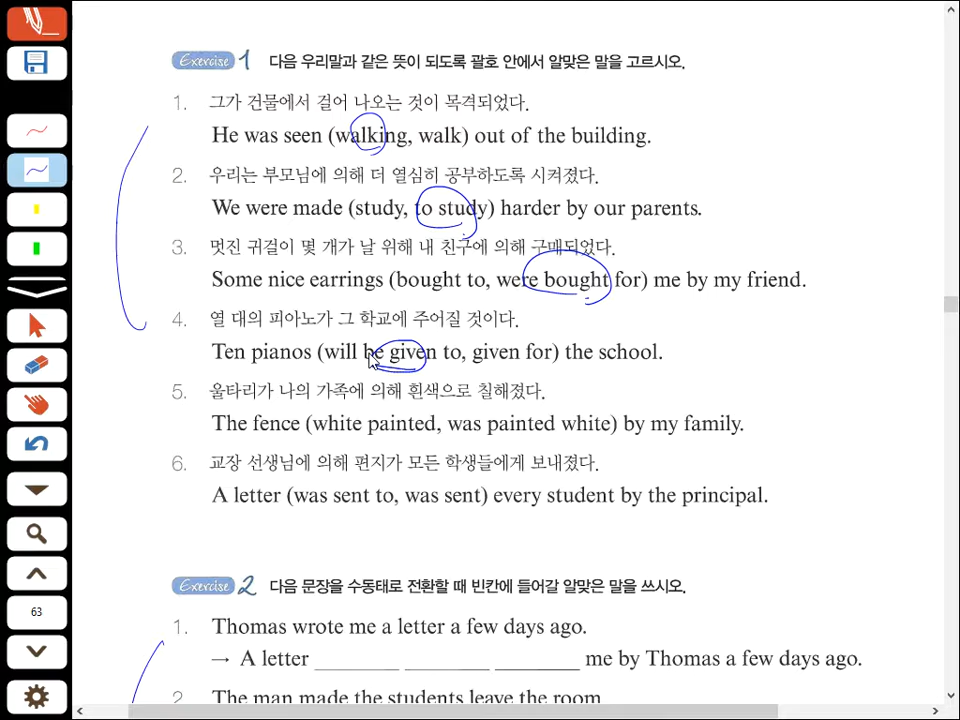 Exercise 1 다음 우리말과 같은 뜻이 되도록 괄호 안에서 알맞은 말을 고르시오.
1. 그가 건물에서 걸어 나오는 것이 목격되었다.
He was seen (walking, walk) out of the building.
2. 우리는 부모님에 의해 더 열심히 공부하도록 시켜졌다.
We were made (study, to study) harder by our parents.
3. 멋진 귀걸이 몇 개가 날 위해 내 친구에 의해 구매되었다.
Some nice earrings (bought to, were bought for) me by my friend.
4. 열 대의 피아노가 그 학교에 주어질 것이다.
Ten pianos (will be given to, given for) the school.
5. 울타리가 나의 가족에 의해 흰색으로 칠해졌다.
The fence (white painted, was painted white) by my family.
6. 교장 선생님에 의해 편지가 모든 학생들에게 보내졌다.
A letter (was sent to, was sent) every student by the principal.
63
Exercise 2 다음 문장을 수동태로 전환할 때 빈칸에 들어갈 알맞은 말을 쓰시오.
1. Thomas wrote me a letter a few days ago.
→ A letter ________ ________ ________ me by Thomas a few days ago.
2. The man made the students leave the room